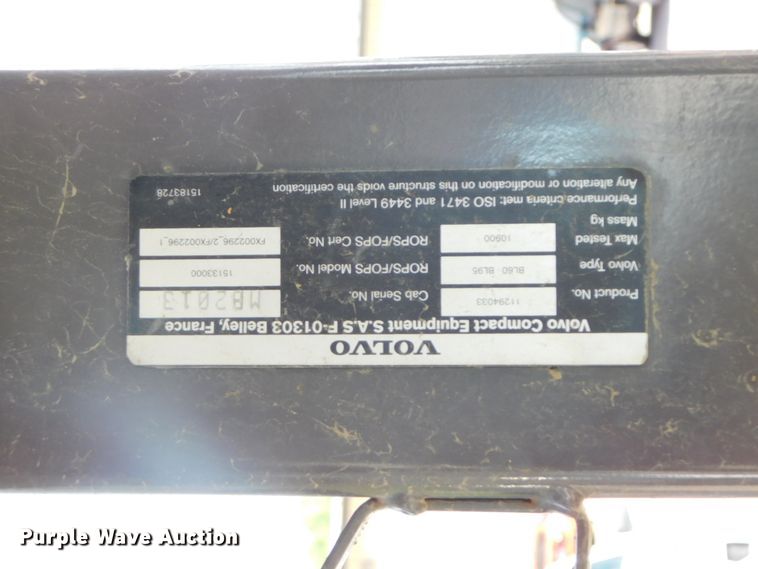 VOLVO
Volvo Compact Equipment S.A.S F-01303 Belley, France
Product No. 11294033 Cab Serial No. MB2013
Volvo Type BL60 - BL95 ROPS/FOPS Model No. 15133000
Max Tested 10500 ROPS/FOPS Cert No. FX002296_2/FX002296_1
Mass kg
Performance criteria met: ISO 3471 and 3449 Level II
Any alteration or modification on this structure voids the certification 15183728
Purple Wave Auction